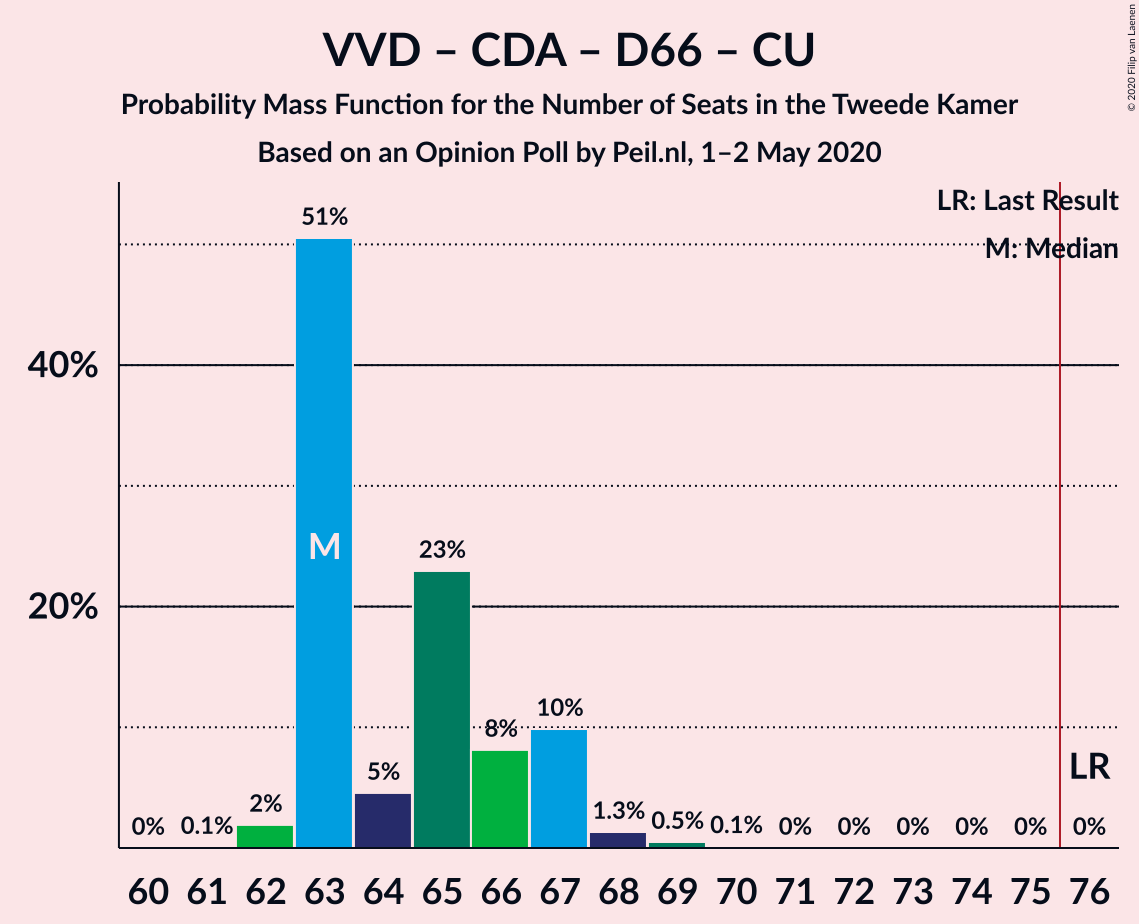 VVD – CDA – D66 – CU
Probability Mass Function for the Number of Seats in the Tweede Kamer
Based on an Opinion Poll by Peil.nl, 1–2 May 2020
© 2020 Filip van Laenen
LR: Last Result
M: Median
40%
20%
0%
0.1%
2%
51%
5%
23%
8%
10%
1.3%
0.5%
0.1%
0%
0%
0%
0%
0%
0%
M
LR
60 61 62 63 64 65 66 67 68 69 70 71 72 73 74 75 76